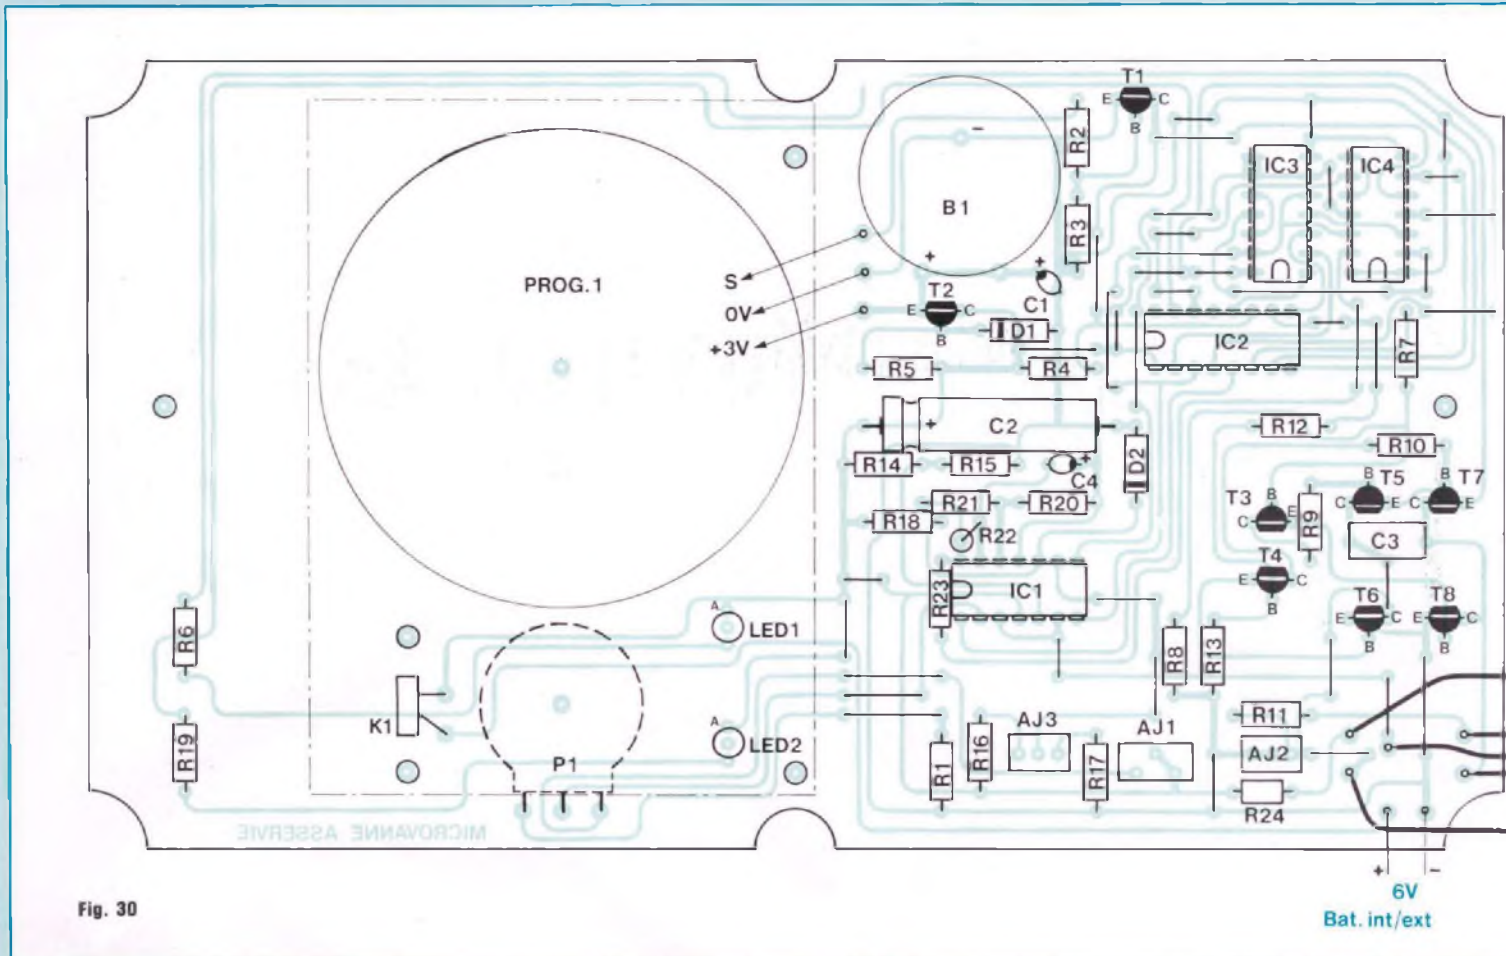 T1
E
C
B
R2
-
IC3
IC4
B1
R3
+
S
PROG.1
+
C1
0V
T2
E
C
B
+3V
D1
IC2
R7
R5
R4
+
C2
R12
R10
R14
R15
+
C4
D2
B
T5
C
E
B
T7
C
E
R21
R20
T3
B
C
E
R9
R18
R22
C3
T4
E
C
B
IC1
R23
A
LED1
T6
E
C
B
T8
E
C
B
R6
R8
R13
K1
A
LED2
AJ3
AJ1
R11
R19
P1
R1
R16
R17
AJ2
R24
MICROVANNE ASSERVIE
+
-
6V
Bat. int/ext
Fig. 30